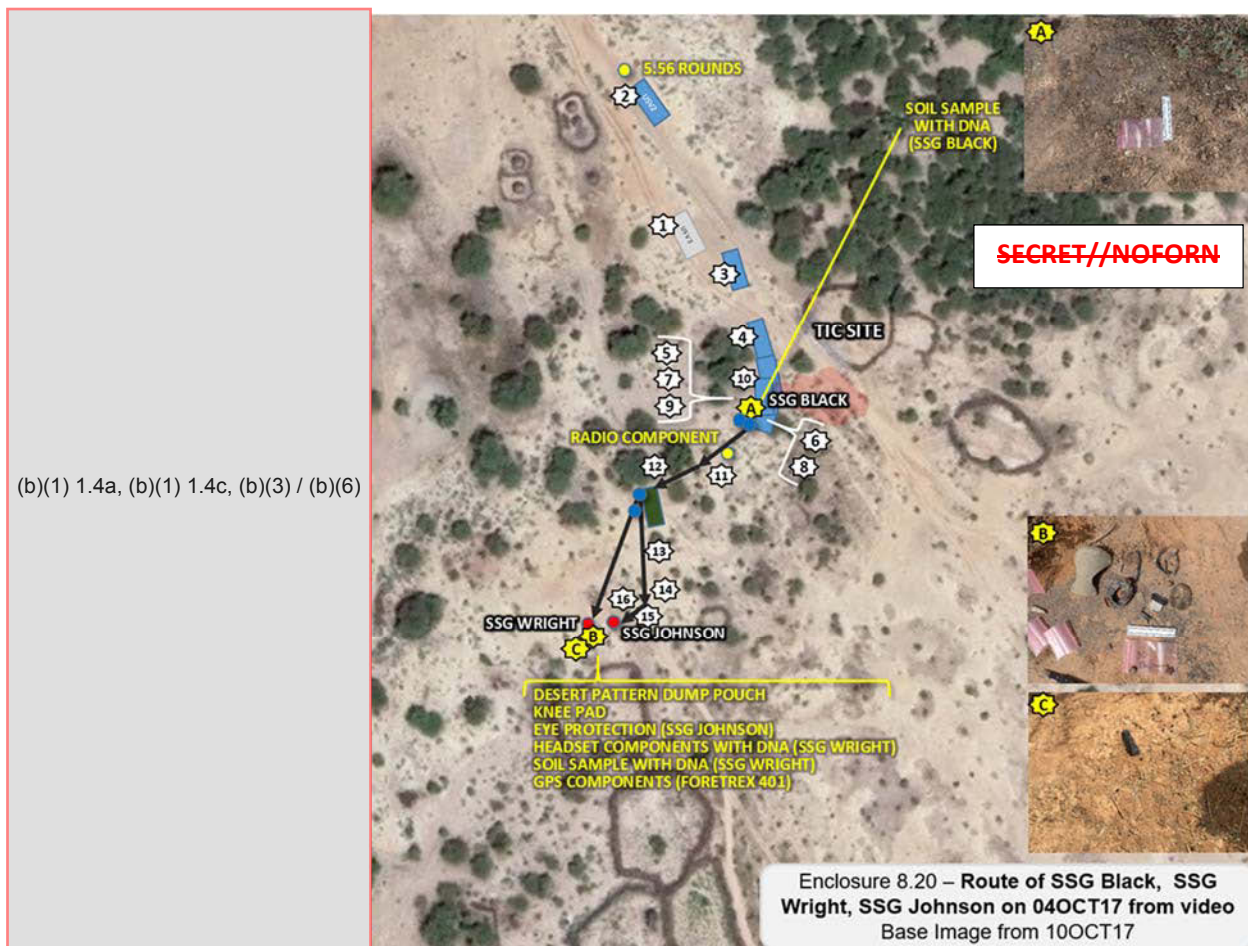 (b)(1) 1.4a, (b)(1) 1.4c, (b)(3) / (b)(6)
A
5.56 ROUNDS
2
USV2
SOIL SAMPLE
WITH DNA
(SSG BLACK)
SECRET//NOFORN
1
3
4
TIC SITE
5
7
10
9
A
SSG BLACK
6
RADIO COMPONENT
8
11
12
13
14
16
15
SSG WRIGHT
SSG JOHNSON
B
C
DESERT PATTERN DUMP POUCH
KNEE PAD
EYE PROTECTION (SSG JOHNSON)
HEADSET COMPONENTS WITH DNA (SSG WRIGHT)
SOIL SAMPLE WITH DNA (SSG WRIGHT)
GPS COMPONENTS (FORETREX 401)
B
C
Enclosure 8.20 – Route of SSG Black, SSG
Wright, SSG Johnson on 04OCT17 from video
Base Image from 10OCT17